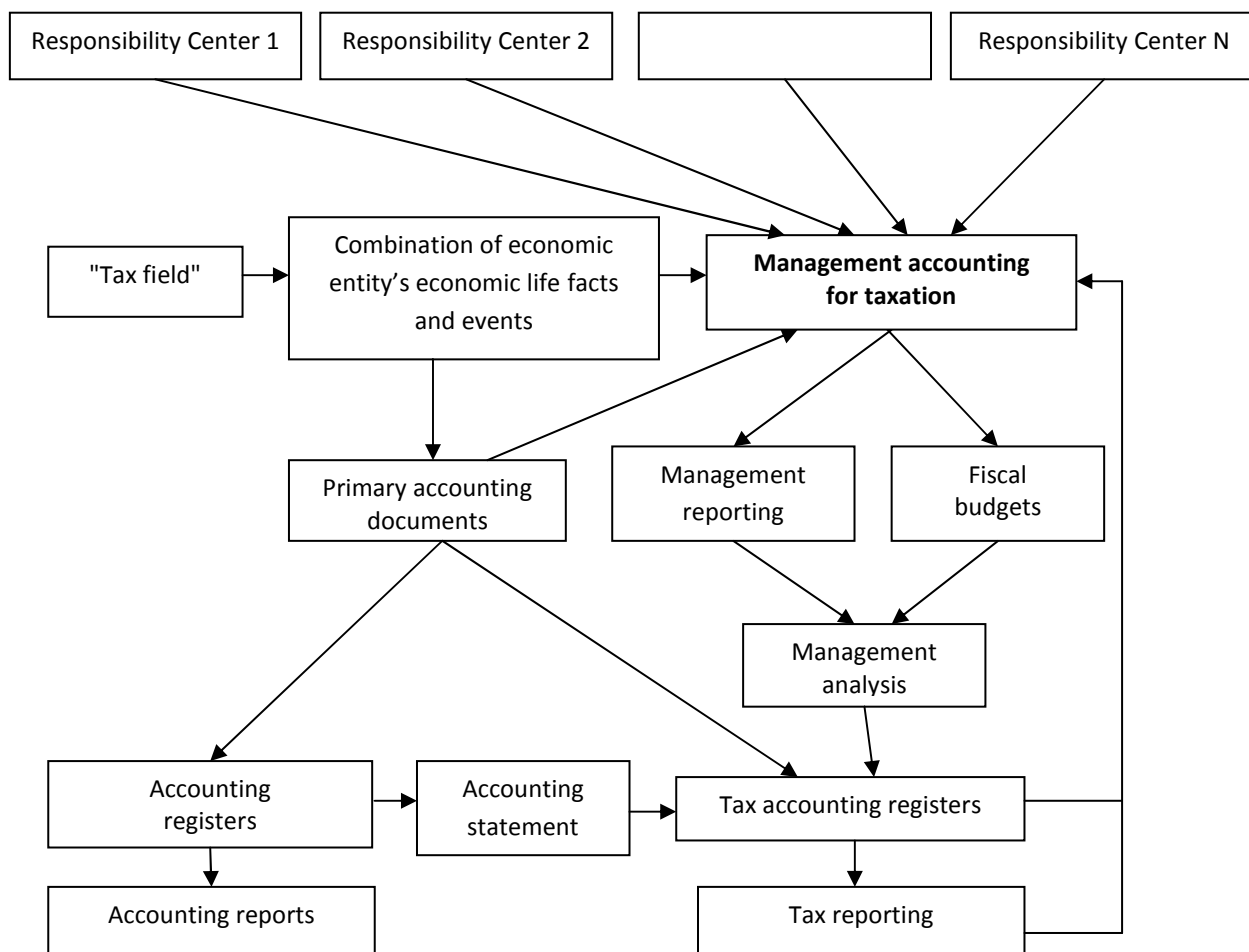 Responsibility Center 1
Responsibility Center 2
Responsibility Center N
"Tax field"
Combination of economic
entity’s economic life facts
and events
Management accounting
for taxation
Primary accounting
documents
Management
reporting
Fiscal
budgets
Management
analysis
Accounting
registers
Accounting
statement
Tax accounting registers
Accounting reports
Tax reporting